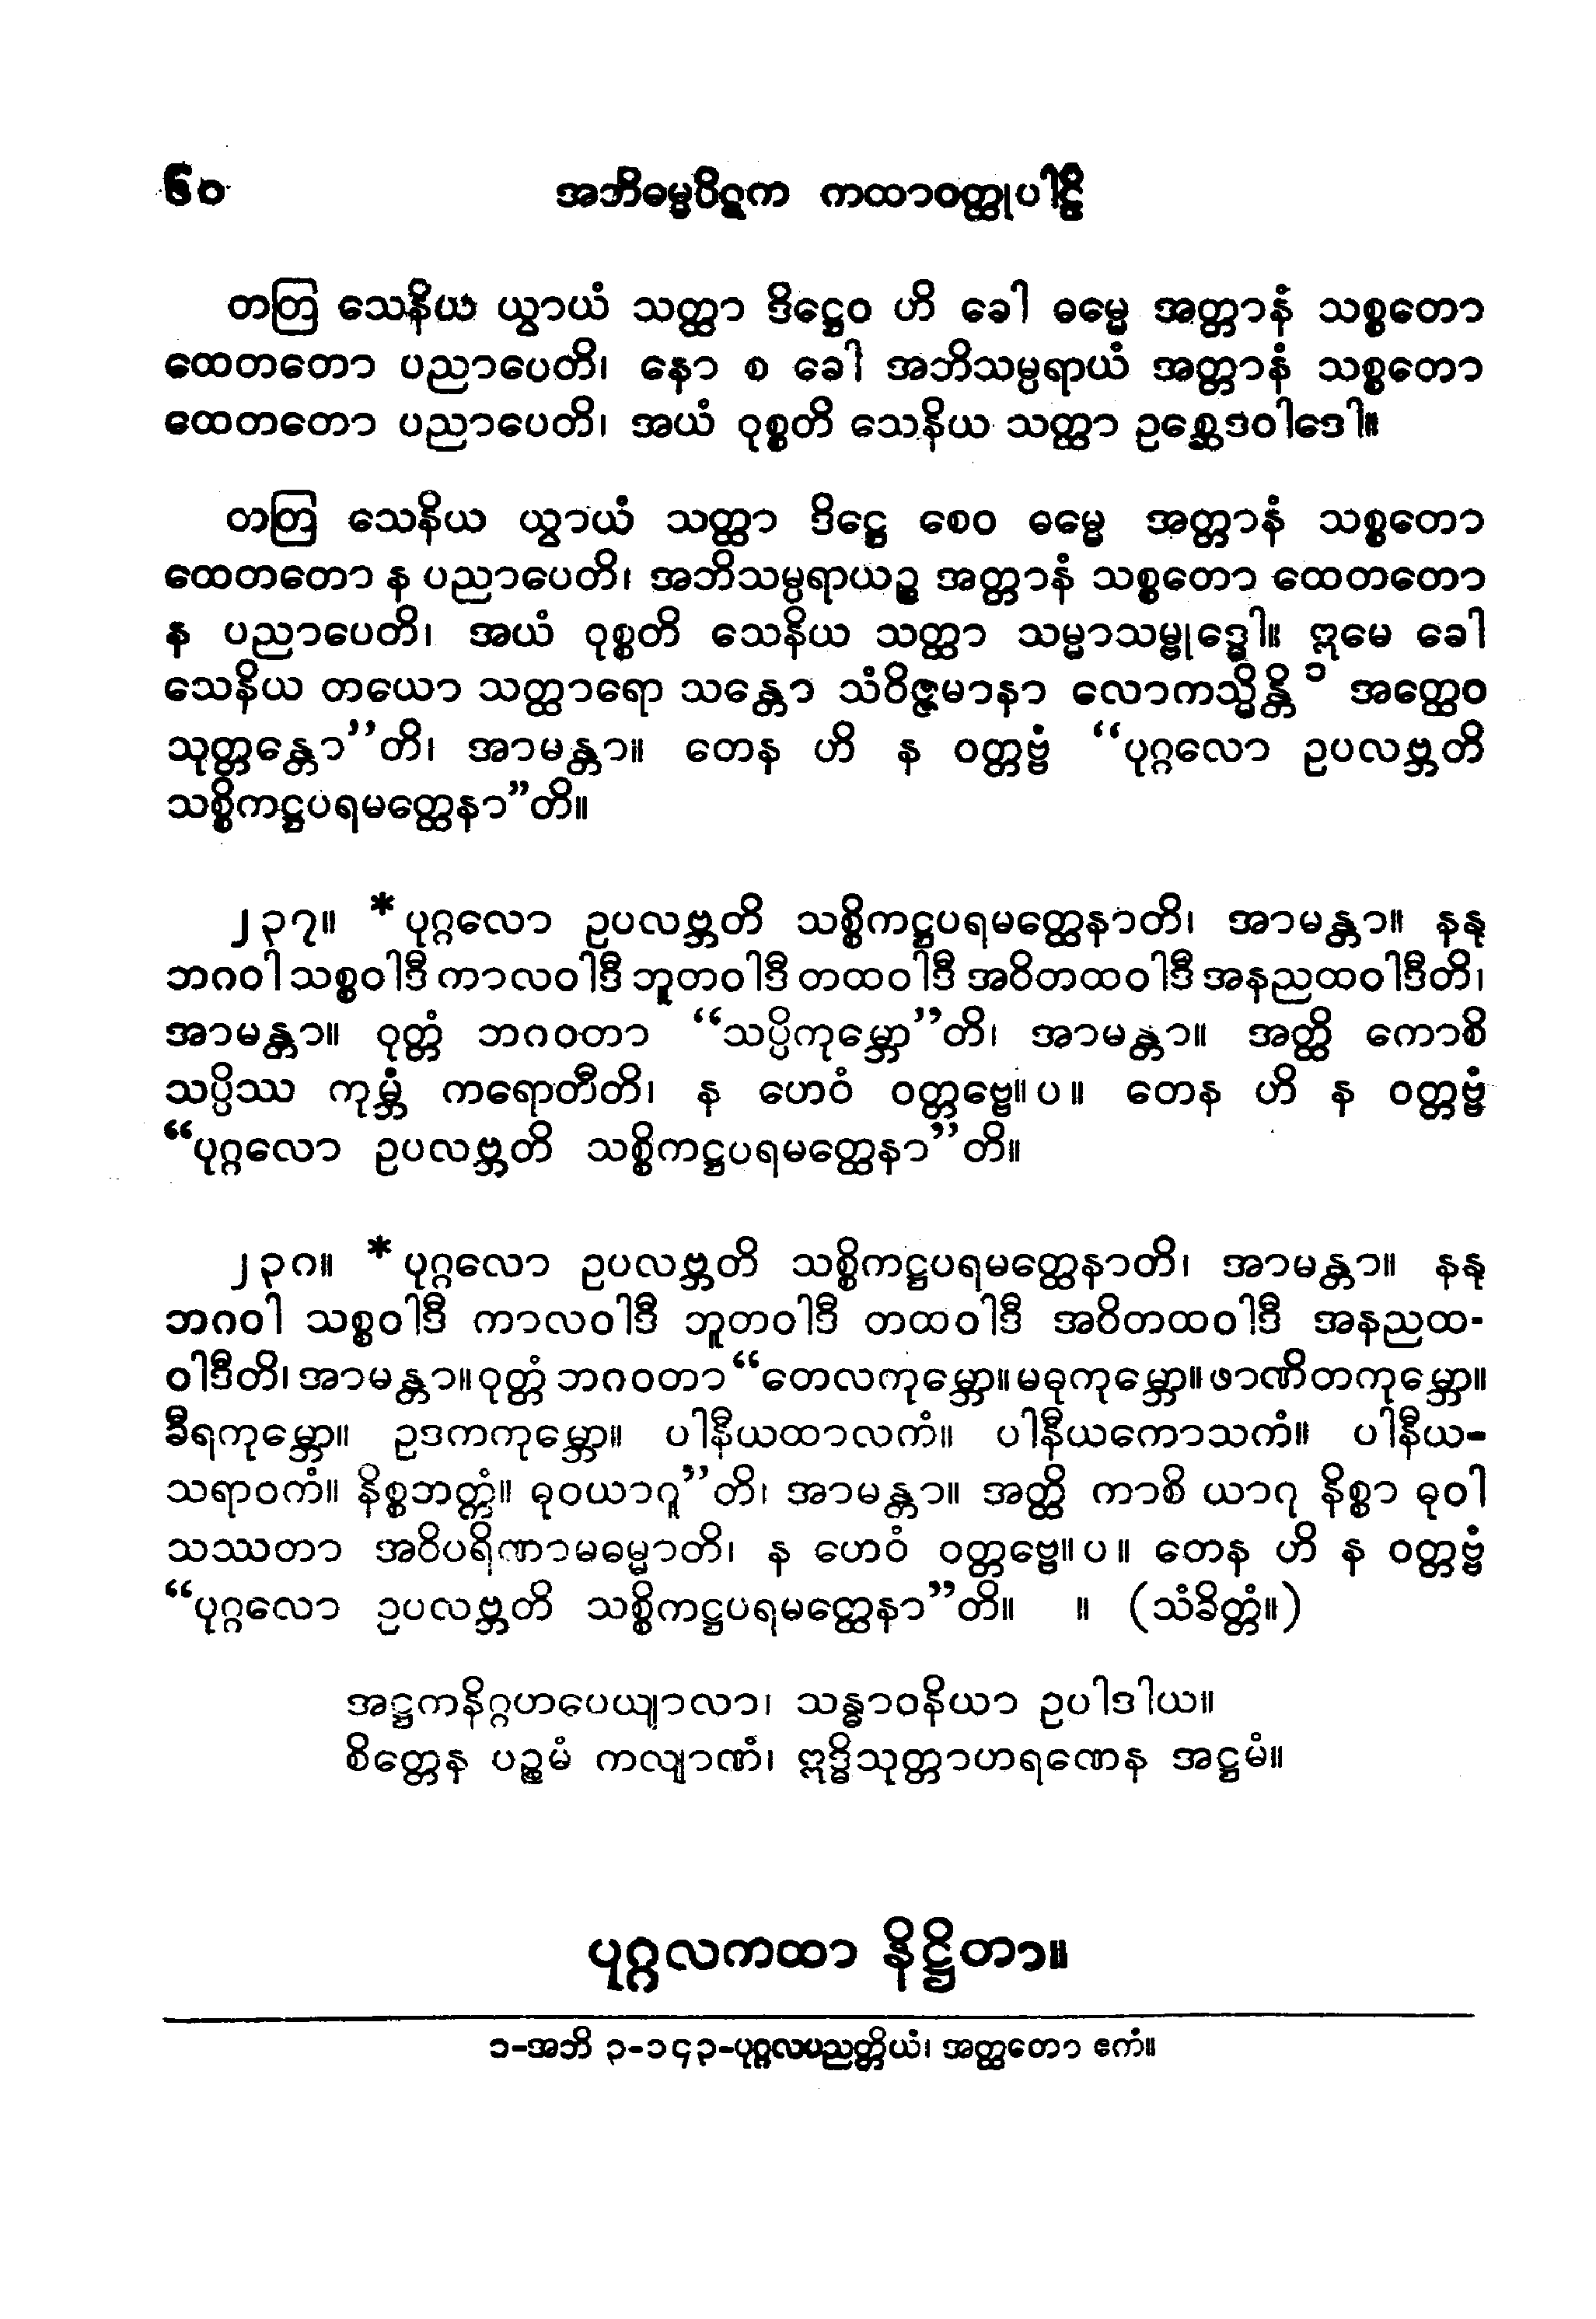 ၆၀ အဘိဓမ္မပိဋက ကထာဝတ္ထုပါဠိ
တတြ သေနိယ ယွာယံ သတ္ထာ ဒိဋ္ဌေဝ ဟိ ခေါ ဓမ္မေ အတ္တာနံ သစ္စတော
ထေတတော ပညာပေတိ၊ နော စ ခေါ အဘိသမ္ပရာယံ အတ္တာနံ သစ္စတော
ထေတတော ပညာပေတိ၊ အယံ ဝုစ္စတိ သေနိယ သတ္ထာ ဥစ္ဆေဒဝါဒေါ။
တတြ သေနိယ ယွာယံ သတ္ထာ ဒိဋ္ဌေ စေဝ ဓမ္မေ အတ္တာနံ သစ္စတော
ထေတတော န ပညာပေတိ၊ အဘိသမ္ပရာယဉ္စ အတ္တာနံ သစ္စတော ထေတတော
န ပညာပေတိ၊ အယံ ဝုစ္စတိ သေနိယ သတ္ထာ သမ္မာသမ္ဗုဒ္ဓေါ။ ဣမေ ခေါ
သေနိယ တယော သတ္ထာရော သန္တော သံဝိဇ္ဇမာနာ လောကသ္မိန္တိ ၁ အတ္ထေဝ
သုတ္တန္တော”တိ၊ အာမန္တာ။ တေန ဟိ န ဝတ္တဗ္ဗံ “ပုဂ္ဂလော ဥပလဗ္ဘတိ
သစ္စိကဋ္ဌပရမတ္ထေနာ”တိ။
၂၃၇။ *ပုဂ္ဂလော ဥပလဗ္ဘတိ သစ္စိကဋ္ဌပရမတ္ထေနာတိ၊ အာမန္တာ။ နနု
ဘဂဝါ သစ္စဝါဒီ ကာလဝါဒီ ဘူတဝါဒီ တထဝါဒီ အဝိတထဝါဒီ အနညထဝါဒီတိ၊
အာမန္တာ။ ဝုတ္တံ ဘဂဝတာ “သပ္ပိကုမ္ဘော”တိ၊ အာမန္တာ။ အတ္ထိ ကောစိ
သပ္ပိဿ ကုမ္ဘံ ကရောတီတိ၊ န ဟေဝံ ဝတ္တဗ္ဗေ။ပ။ တေန ဟိ န ဝတ္တဗ္ဗံ
“ပုဂ္ဂလော ဥပလဗ္ဘတိ သစ္စိကဋ္ဌပရမတ္ထေနာ”တိ။
၂၃၈။ *ပုဂ္ဂလော ဥပလဗ္ဘတိ သစ္စိကဋ္ဌပရမတ္ထေနာတိ၊ အာမန္တာ။ နနု
ဘဂဝါ သစ္စဝါဒီ ကာလဝါဒီ ဘူတဝါဒီ တထဝါဒီ အဝိတထဝါဒီ အနညထ-
ဝါဒီတိ၊ အာမန္တာ။ ဝုတ္တံ ဘဂဝတာ “တေလကုမ္ဘော။ မဓုကုမ္ဘော။ ဖာဏိတကုမ္ဘော။
ခီရကုမ္ဘော။ ဥဒကကုမ္ဘော။ ပါနီယထာလကံ။ ပါနီယကောသကံ။ ပါနီယ-
သရာဝကံ။ နိစ္စဘတ္တံ။ ဓုဝယာဂူ”တိ၊ အာမန္တာ။ အတ္ထိ ကာစိ ယာဂု နိစ္စာ ဓုဝါ
သဿတာ အဝိပရိဏာမဓမ္မာတိ၊ န ဟေဝံ ဝတ္တဗ္ဗေ။ပ။ တေန ဟိ န ဝတ္တဗ္ဗံ
“ပုဂ္ဂလော ဥပလဗ္ဘတိ သစ္စိကဋ္ဌပရမတ္ထေနာ”တိ။ ။ (သံခိတ္တံ။)
အဋ္ဌကနိဂ္ဂဟပေယျာလာ၊ သန္ဓာဝနိယာ ဥပါဒါယ။
စိတ္တေန ပဉ္စမံ ကလျာဏံ၊ ဣဒ္ဓိသုတ္တာဟရဏေန အဋ္ဌမံ။
ပုဂ္ဂလကထာ နိဋ္ဌိတာ။
၁-အဘိ ၃-၁၄၃-ပုဂ္ဂလပညတ္တိယံ၊ အတ္ထတော ဧကံ။